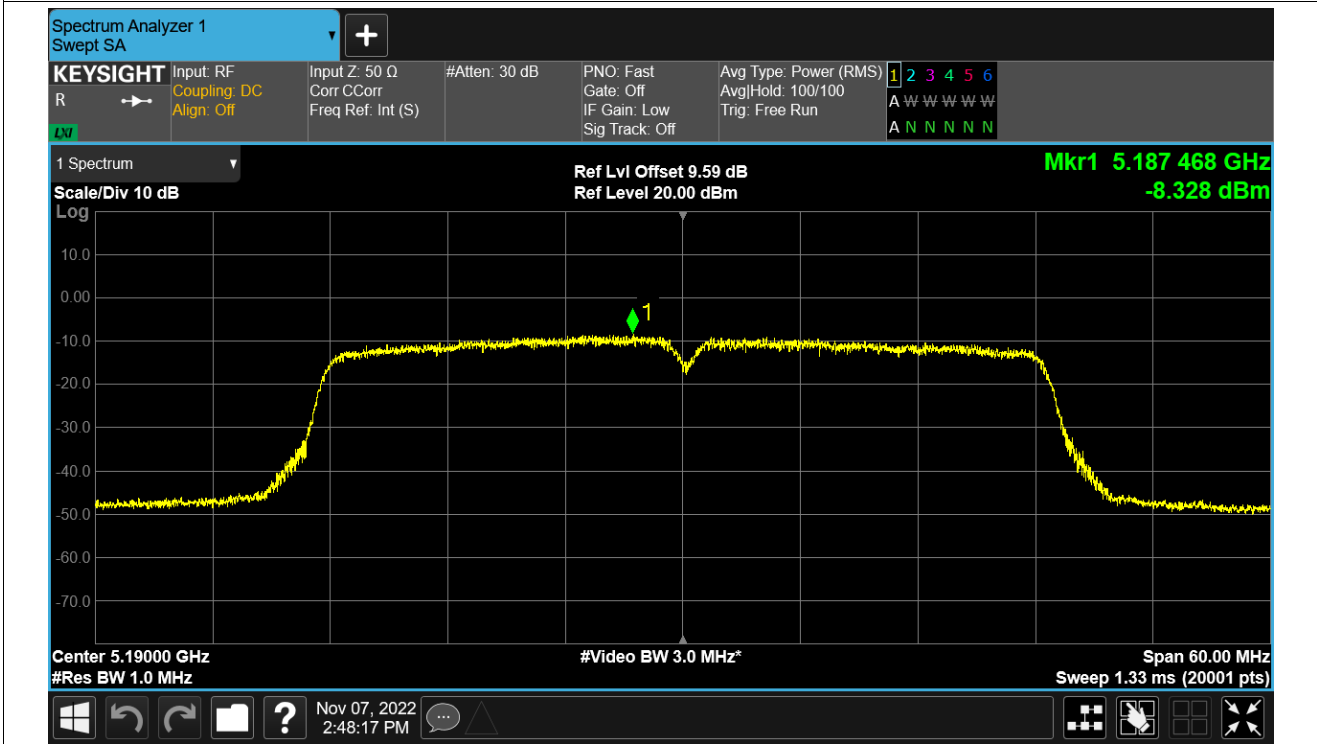 Spectrum Analyzer 1
Swept SA
+
KEYSIGHT
R
LXI
Input: RF
Coupling: DC
Align: Off
Input Z: 50 Ω
Corr CCorr
Freq Ref: Int (S)
#Atten: 30 dB
PNO: Fast
Gate: Off
IF Gain: Low
Sig Track: Off
Avg Type: Power (RMS)
Avg|Hold: 100/100
Trig: Free Run
1 2 3 4 5 6
A W W W W W
A N N N N N
1 Spectrum
Scale/Div 10 dB
Log
Ref Lvl Offset 9.59 dB
Ref Level 20.00 dBm
Mkr1 5.187 468 GHz
-8.328 dBm
10.0
0.00
-10.0
-20.0
-30.0
-40.0
-50.0
-60.0
-70.0
1
Center 5.19000 GHz
#Res BW 1.0 MHz
#Video BW 3.0 MHz*
Span 60.00 MHz
Sweep 1.33 ms (20001 pts)
?
Nov 07, 2022
2:48:17 PM